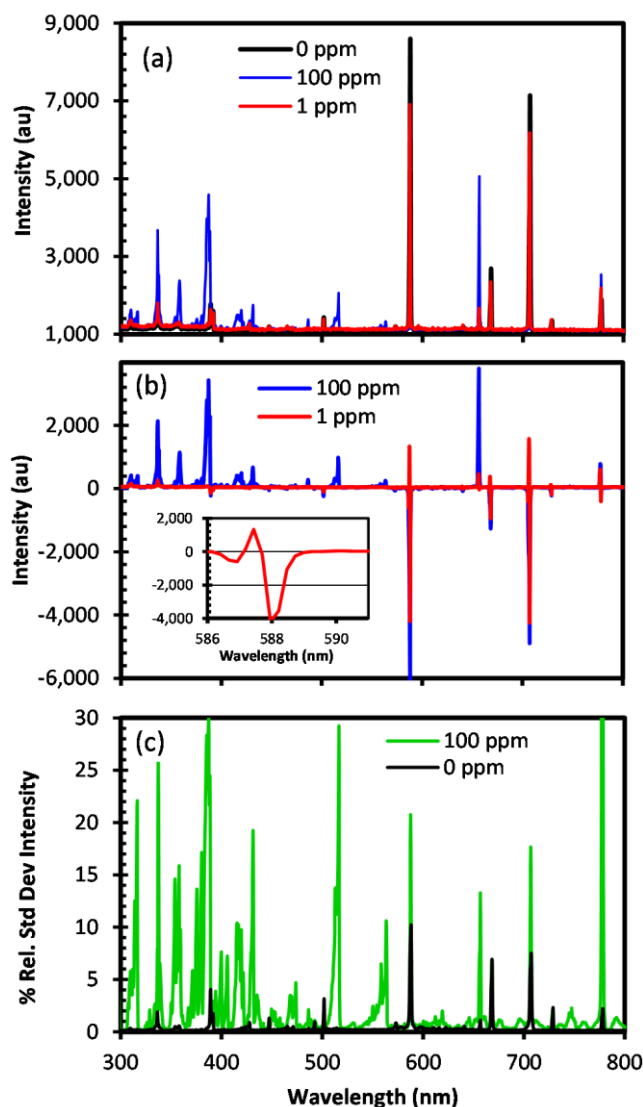 9,000
(a)
0 ppm
100 ppm
1 ppm
7,000
5,000
3,000
1,000
Intensity (au)
(b)
100 ppm
1 ppm
2,000
0
-2,000
-4,000
-6,000
Intensity (au)
2,000
0
-2,000
-4,000
586 588 590
Wavelength (nm)
30
(c)
100 ppm
0 ppm
25
20
15
10
5
0
% Rel. Std Dev Intensity
300 400 500 600 700 800
Wavelength (nm)